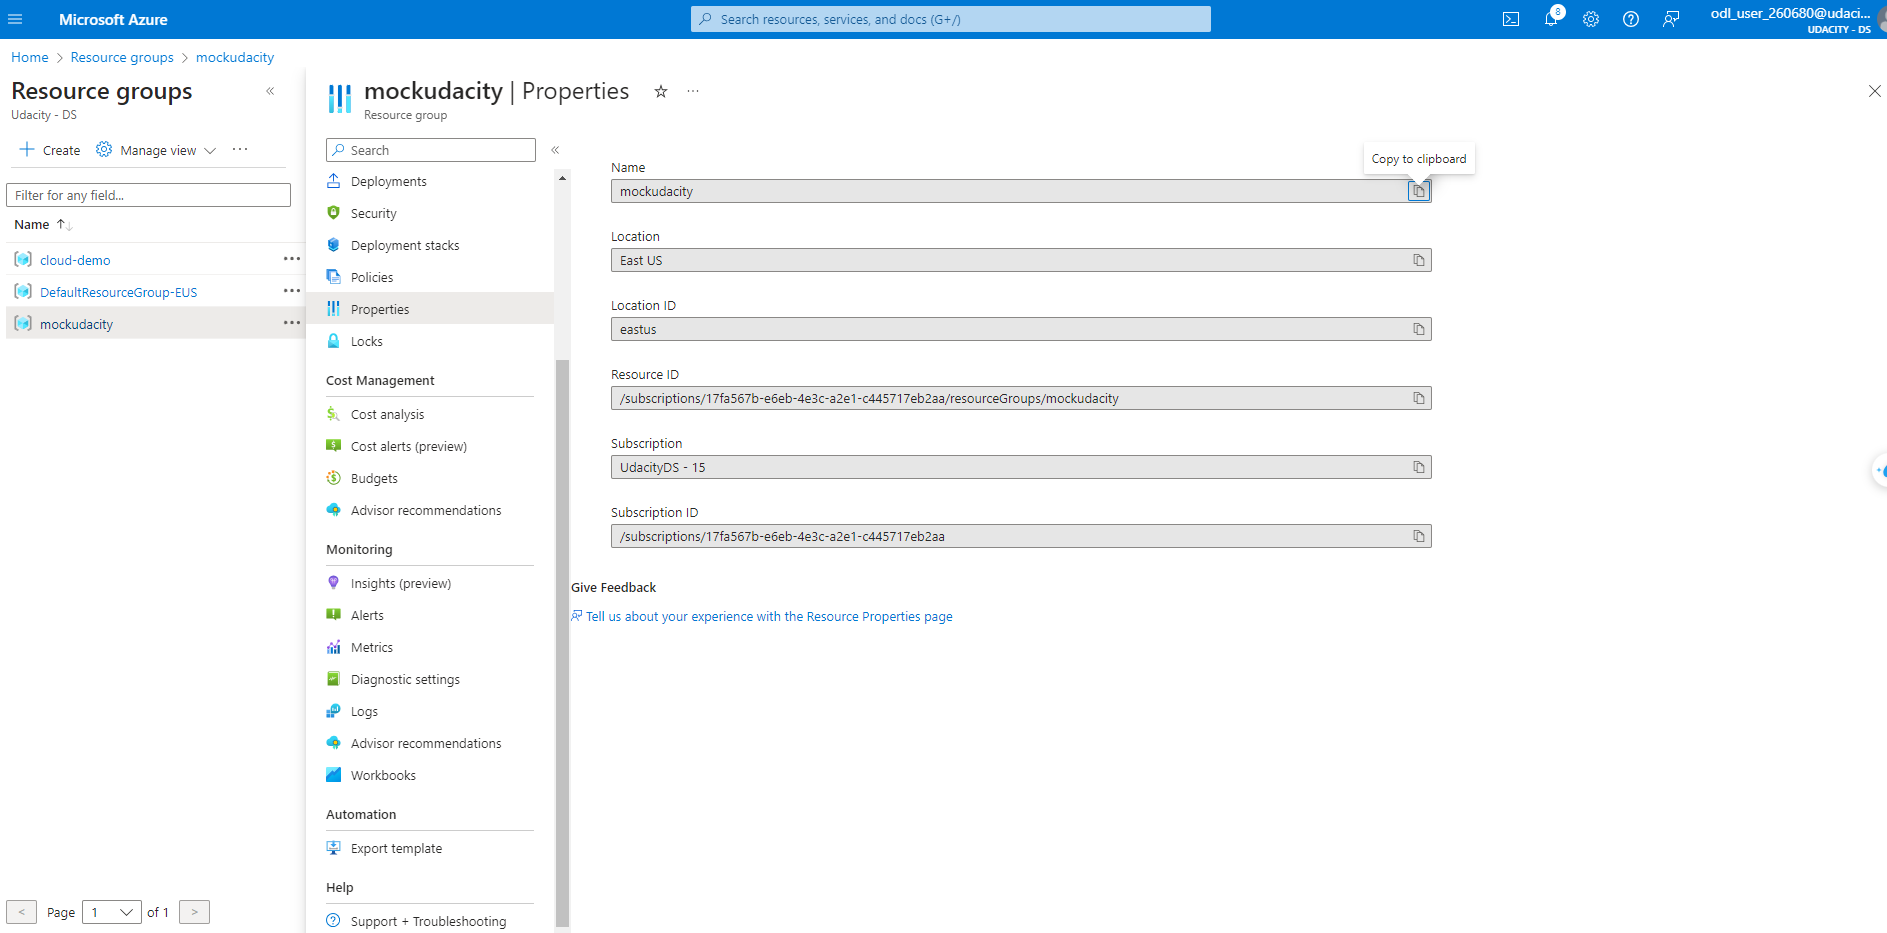 Microsoft Azure
Search resources, services, and docs (G+/)
8
odl_user_260680@udaci...
UDACITY - DS
Home > Resource groups > mockudacity
Resource groups
Udacity - DS
Create
Manage view
Filter for any field...
Name
cloud-demo
DefaultResourceGroup-EUS
mockudacity
Page 1 of 1
mockudacity | Properties
Resource group
Search
Deployments
Security
Deployment stacks
Policies
Properties
Locks
Cost Management
Cost analysis
Cost alerts (preview)
Budgets
Advisor recommendations
Monitoring
Insights (preview)
Alerts
Metrics
Diagnostic settings
Logs
Advisor recommendations
Workbooks
Automation
Export template
Help
Support + Troubleshooting
Copy to clipboard
Name
mockudacity
Location
East US
Location ID
eastus
Resource ID
/subscriptions/17fa567b-e6eb-4e3c-a2e1-c445717eb2aa/resourceGroups/mockudacity
Subscription
UdacityDS - 15
Subscription ID
/subscriptions/17fa567b-e6eb-4e3c-a2e1-c445717eb2aa
Give Feedback
Tell us about your experience with the Resource Properties page